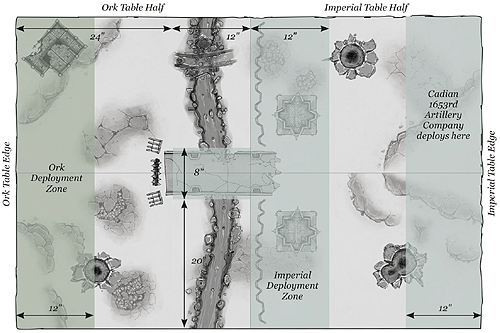 Ork Table Half
Imperial Table Half
24"
12"
12"
Cadian
1653rd
Artillery
Company
deploys here
Ork Table Edge
Imperial Table Edge
Ork
Deployment
Zone
8"
20"
Imperial
Deployment
Zone
12"
12"